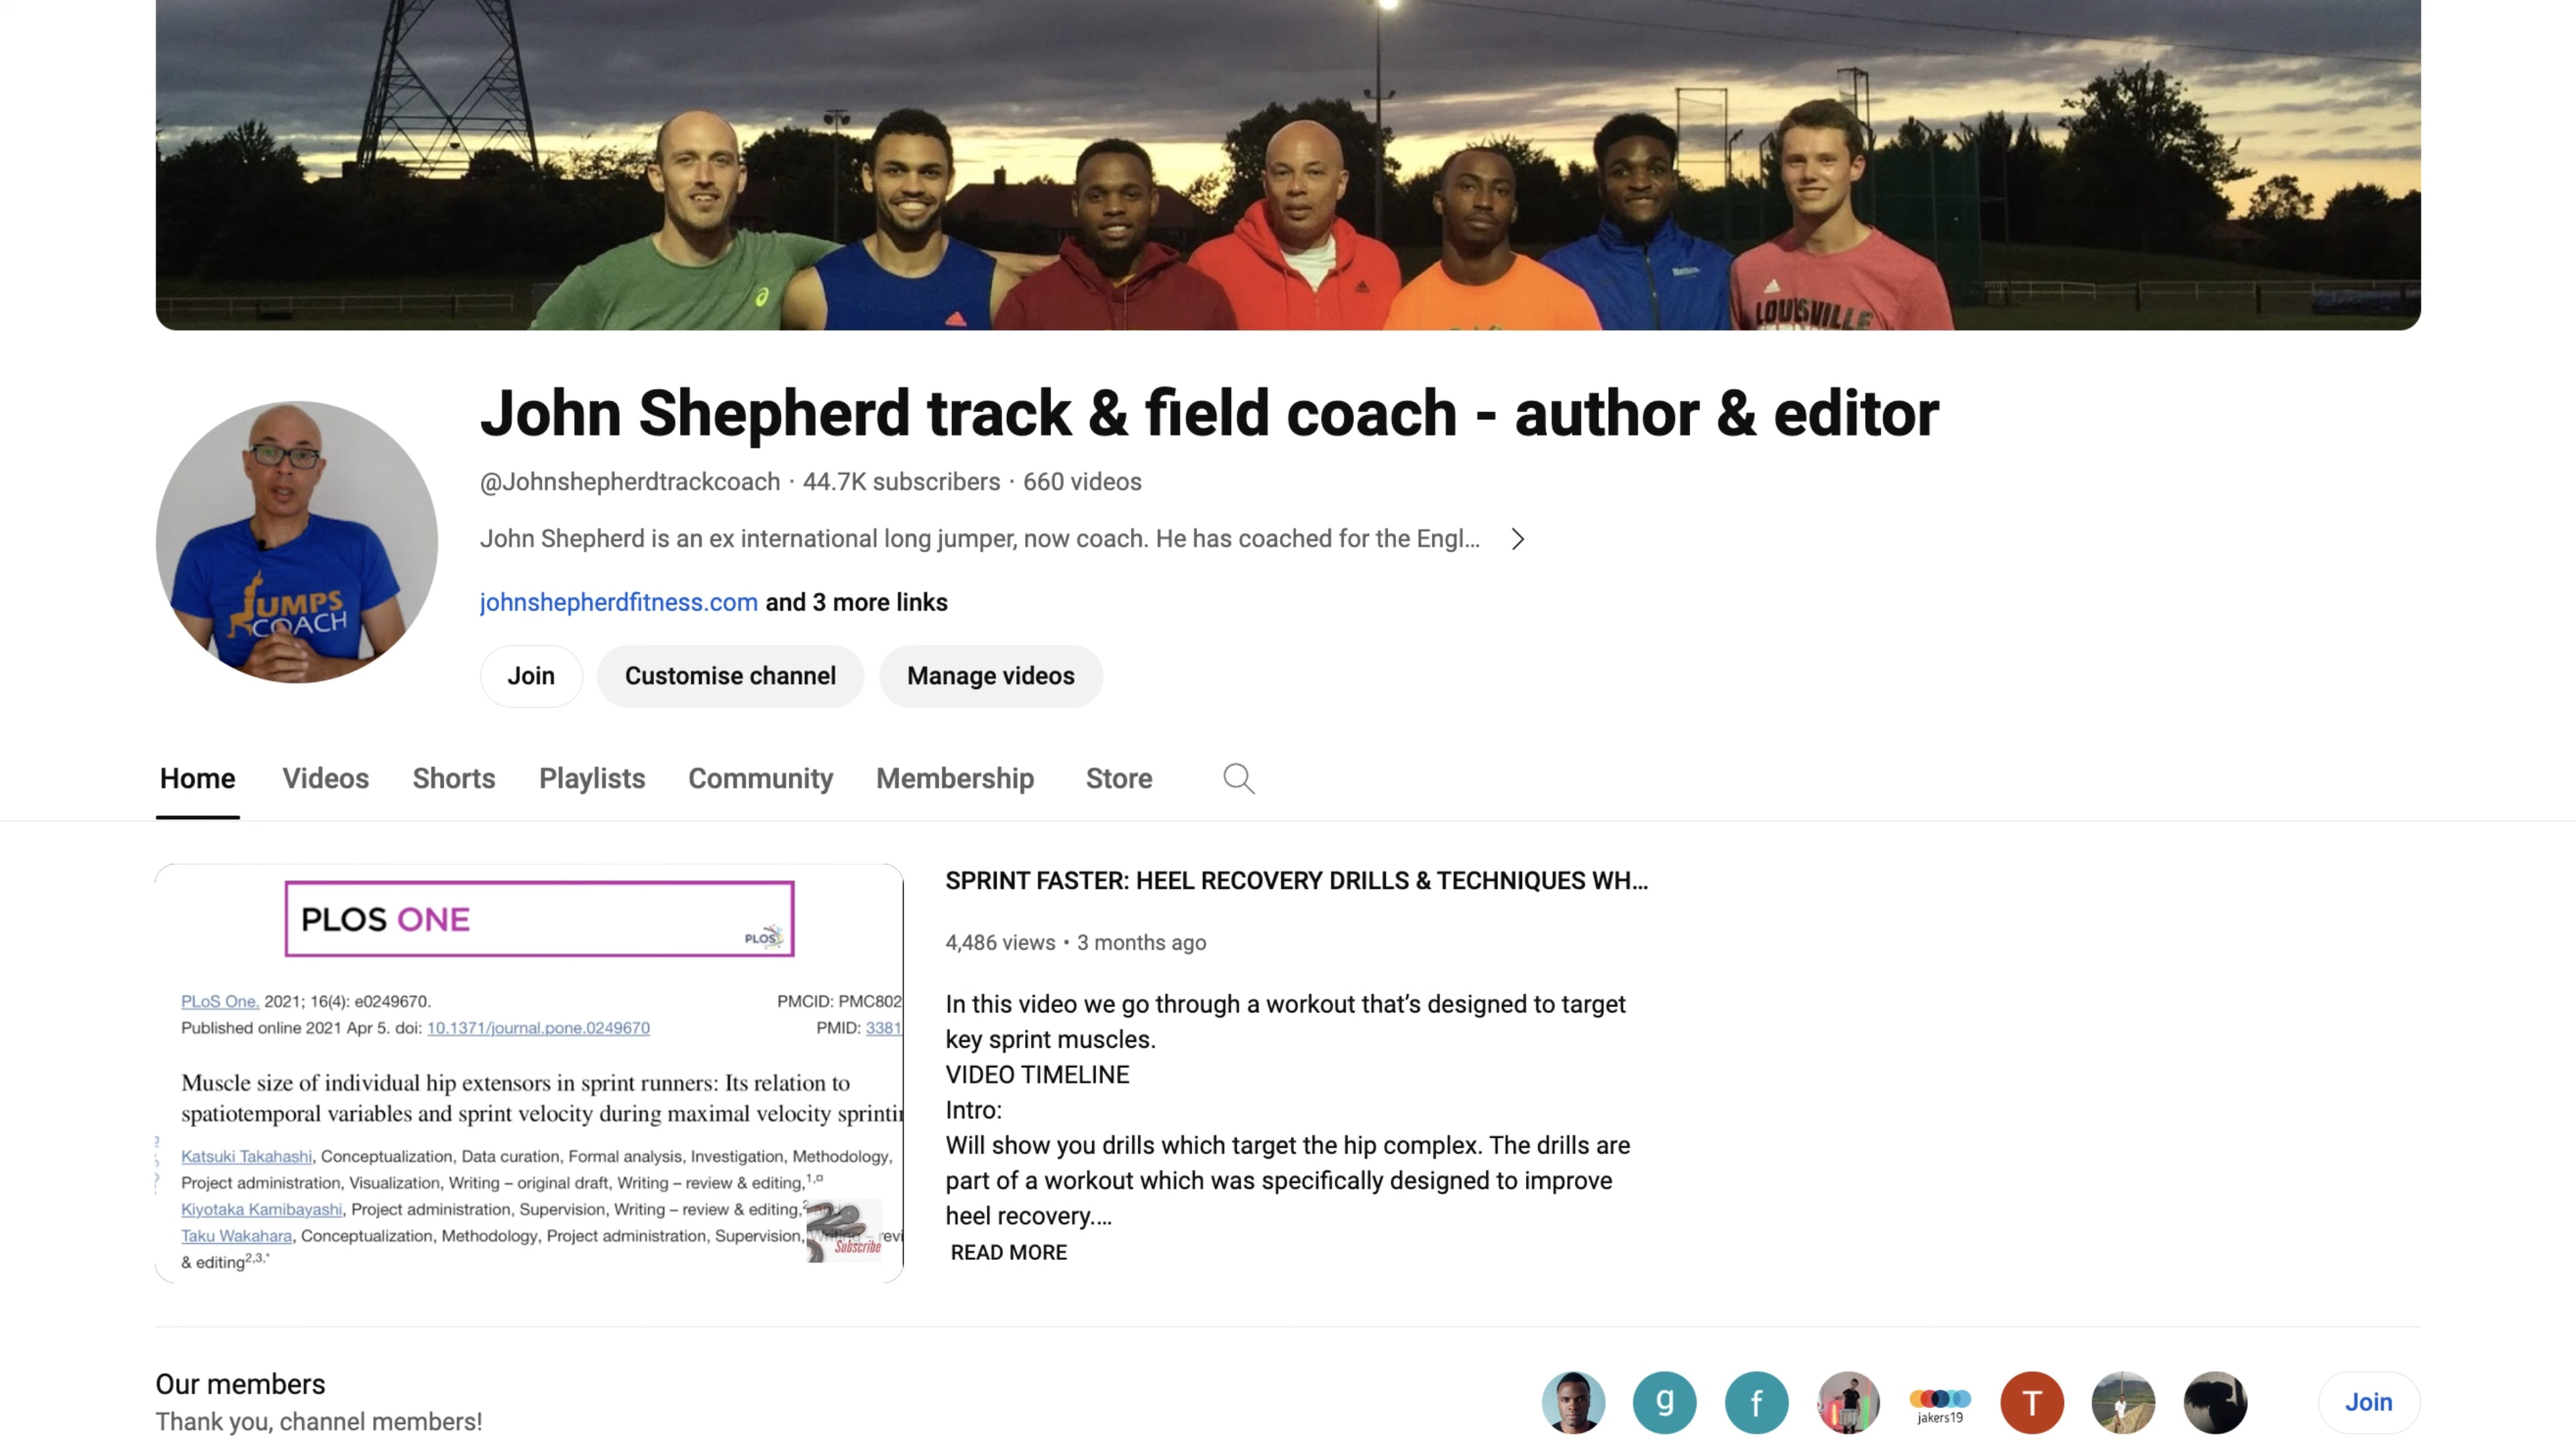 LOUISVILLE
John Shepherd track & field coach - author & editor
@Johnshepherdtrackcoach · 44.7K subscribers · 660 videos
John Shepherd is an ex international long jumper, now coach. He has coached for the Engl...
johnshepherdfitness.com and 3 more links
JUMPS
COACH
Join Customise channel Manage videos
Home Videos Shorts Playlists Community Membership Store
PLOS ONE
PLOS
PLoS One. 2021; 16(4): e0249670. PMCID: PMC802
Published online 2021 Apr 5. doi: 10.1371/journal.pone.0249670 PMID: 3381
Muscle size of individual hip extensors in sprint runners: Its relation to
spatiotemporal variables and sprint velocity during maximal velocity sprintin
Katsuki Takahashi, Conceptualization, Data curation, Formal analysis, Investigation, Methodology,
Project administration, Visualization, Writing – original draft, Writing – review & editing,1,¤
Kiyotaka Kamibayashi, Project administration, Supervision, Writing – review & editing,2 and
Taku Wakahara, Conceptualization, Methodology, Project administration, Supervision, Writing – revi
& editing2,3,*
Subscribe
SPRINT FASTER: HEEL RECOVERY DRILLS & TECHNIQUES WH...
4,486 views • 3 months ago
In this video we go through a workout that’s designed to target
key sprint muscles.
VIDEO TIMELINE
Intro:
Will show you drills which target the hip complex. The drills are
part of a workout which was specifically designed to improve
heel recovery....
READ MORE
Our members
Thank you, channel members!
g f jakers19 T Join